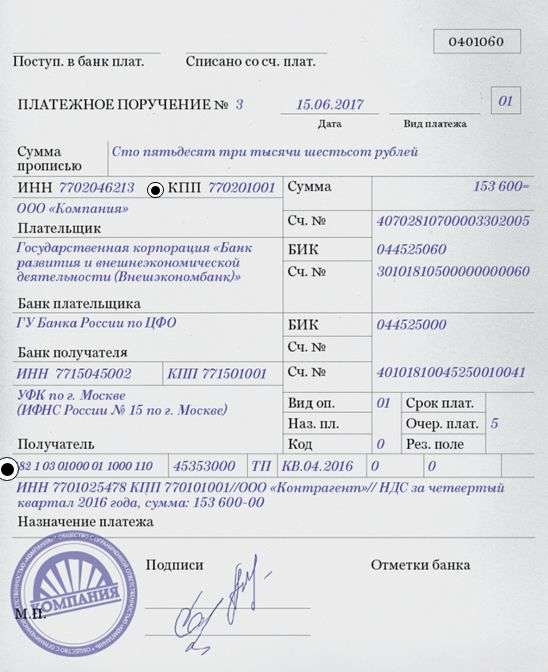 0401060
Поступ. в банк плат. Списано со сч. плат.
ПЛАТЕЖНОЕ ПОРУЧЕНИЕ № 3 15.06.2017 01
Дата Вид платежа
Сумма прописью Сто пятьдесят три тысячи шестьсот рублей
ИНН 7702046213 КПП 770201001 Сумма 153 600=
ООО «Компания»
Сч. № 40702810700003302005
Плательщик
Государственная корпорация «Банк БИК 044525060
развития и внешнеэкономической
деятельности (Внешэкономбанк)» Сч. № 30101810500000000060
Банк плательщика
ГУ Банка России по ЦФО БИК 044525000
Сч. №
Банк получателя
ИНН 7715045002 КПП 771501001 Сч. № 40101810045250010041
УФК по г. Москве
(ИФНС России № 15 по г. Москве) Вид оп. 01 Срок плат.
Наз. пл. Очер. плат. 5
Получатель Код 0 Рез. поле
82 1 03 01000 01 1000 110 45353000 ТП КВ.04.2016 0 0
ИНН 7701025478 КПП 770101001//ООО «Контрагент»// НДС за четвертый
квартал 2016 года, сумма: 153 600-00
Назначение платежа
Подписи Отметки банка
КОМПАНИЯ
М.П.